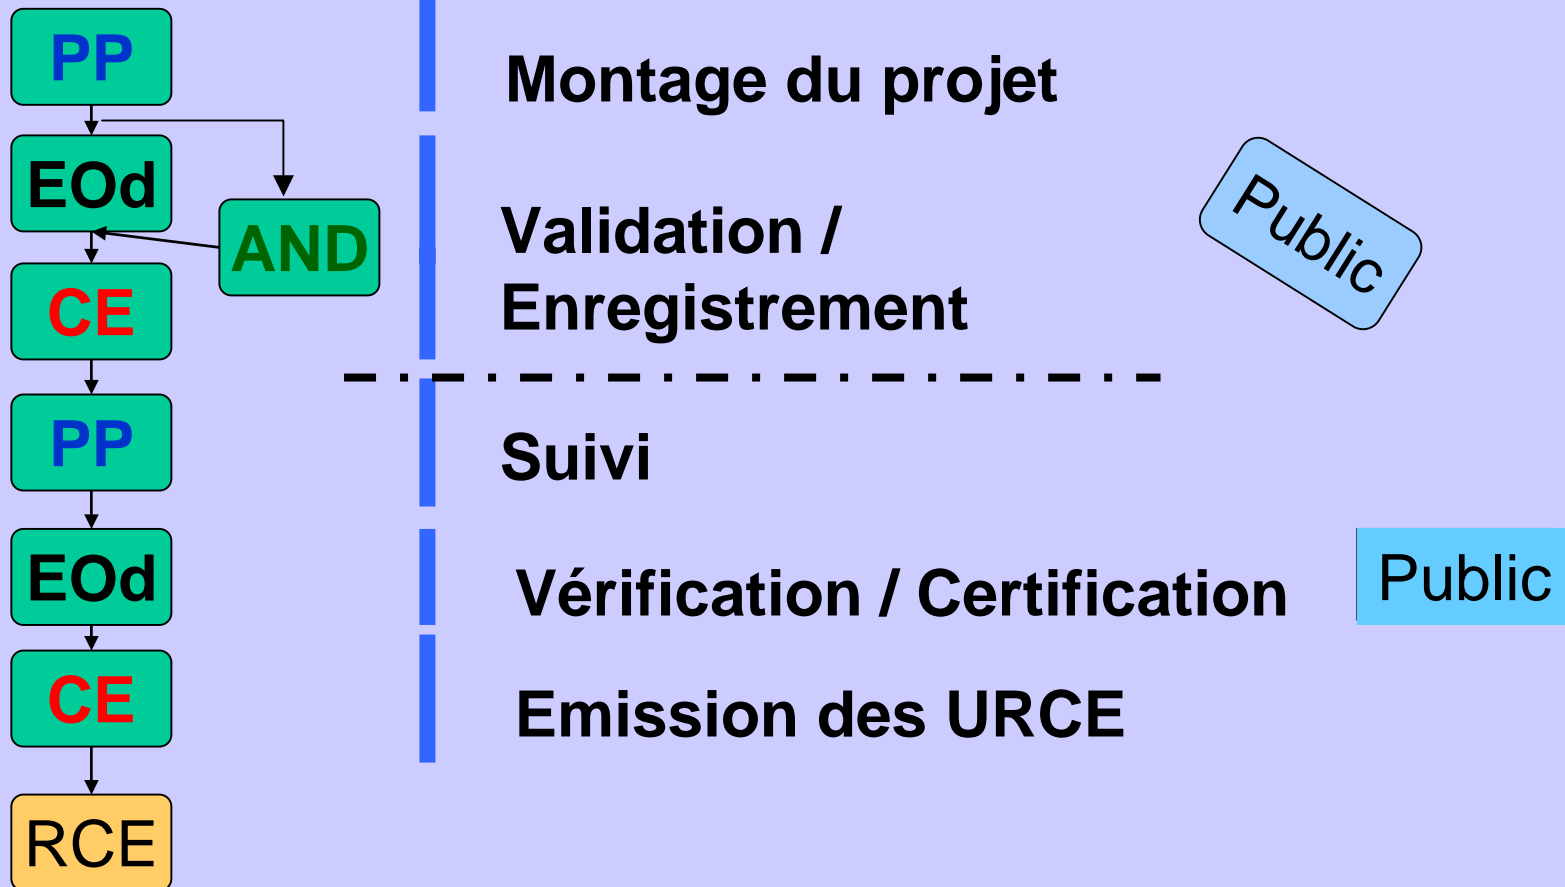 PP
Montage du projet
EOd
AND
Validation /
Enregistrement
Public
CE
PP
Suivi
EOd
Vérification / Certification
Public
CE
Emission des URCE
RCE